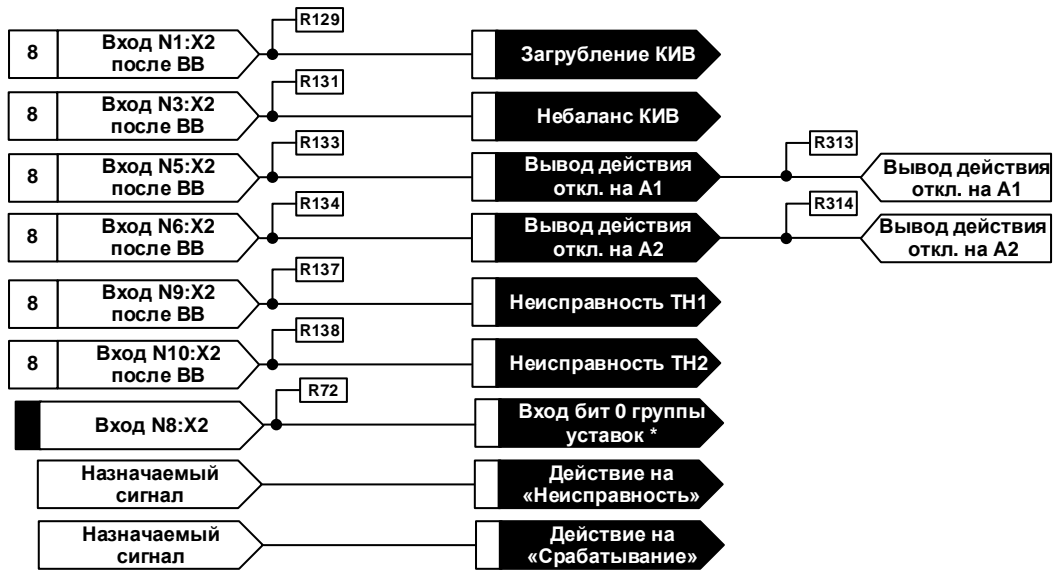 R129
8
Вход N1:X2
после ВВ
Загрубление КИВ
R131
8
Вход N3:X2
после ВВ
Небаланс КИВ
R133
8
Вход N5:X2
после ВВ
Вывод действия
откл. на А1
R313
Вывод действия
откл. на А1
R134
8
Вход N6:X2
после ВВ
Вывод действия
откл. на А2
R314
Вывод действия
откл. на А2
R137
8
Вход N9:X2
после ВВ
Неисправность ТН1
R138
8
Вход N10:X2
после ВВ
Неисправность ТН2
R72
Вход N8:X2
Вход бит 0 группы
уставок *
Назначаемый
сигнал
Действие на
«Неисправность»
Назначаемый
сигнал
Действие на
«Срабатывание»